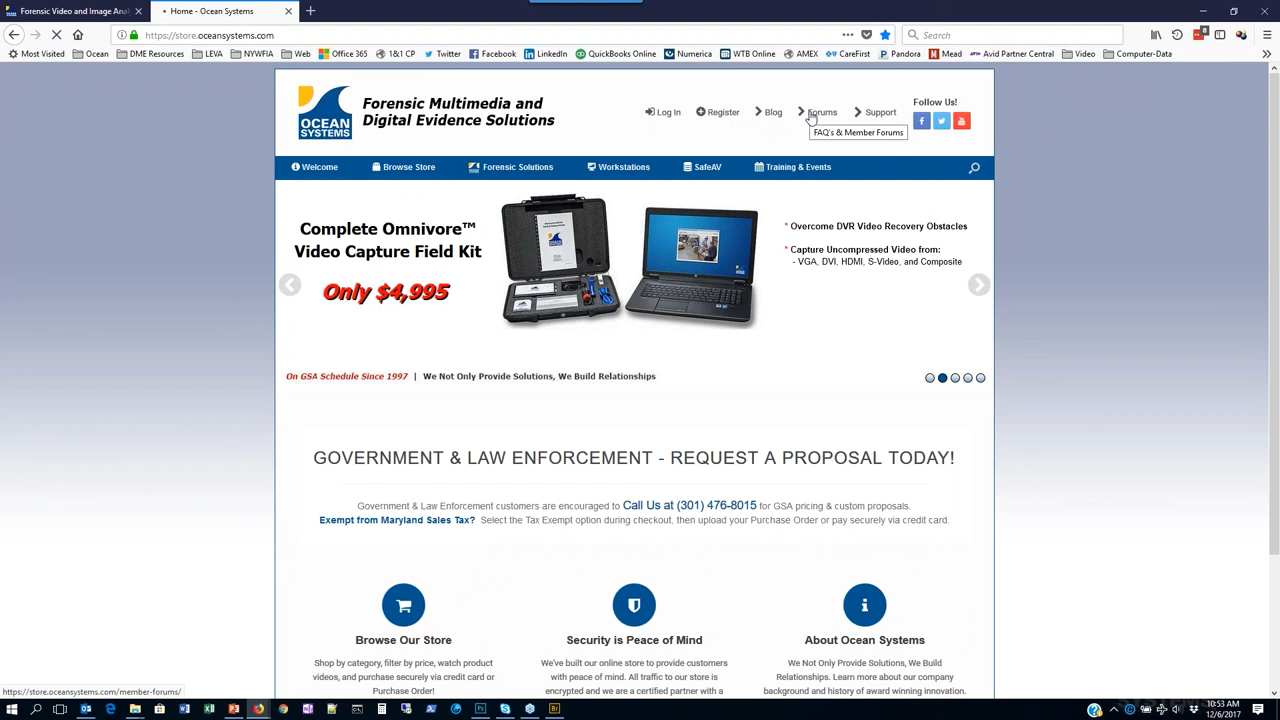 Forensic Video and Image Anal
Home - Ocean Systems
https://store.oceansystems.com
Search
8
Most Visited
Ocean
DME Resources
LEVA
NYWFIA
Web
Office 365
1&1 CP
Twitter
Facebook
LinkedIn
QuickBooks Online
Numerica
WTB Online
AMEX
CareFirst
Pandora
Mead
Avid Partner Central
Video
Computer-Data
OCEAN
SYSTEMS
Forensic Multimedia and
Digital Evidence Solutions
Log In
Register
Blog
Forums
Support
FAQ's & Member Forums
Follow Us!
Welcome
Browse Store
Forensic Solutions
Workstations
SafeAV
Training & Events
Complete Omnivore™
Video Capture Field Kit
Only $4,995
* Overcome DVR Video Recovery Obstacles
* Capture Uncompressed Video from:
- VGA, DVI, HDMI, S-Video, and Composite
On GSA Schedule Since 1997 | We Not Only Provide Solutions, We Build Relationships
GOVERNMENT & LAW ENFORCEMENT - REQUEST A PROPOSAL TODAY!
Government & Law Enforcement customers are encouraged to Call Us at (301) 476-8015 for GSA pricing & custom proposals.
Exempt from Maryland Sales Tax? Select the Tax Exempt option during checkout, then upload your Purchase Order or pay securely via credit card.
Browse Our Store
Shop by category, filter by price, watch product
videos, and purchase securely via credit card or
Purchase Order!
Security is Peace of Mind
We've built our online store to provide customers
with peace of mind. All traffic to our store is
encrypted and we are a certified partner with a
About Ocean Systems
We Not Only Provide Solutions, We Build
Relationships. Learn more about our company
background and history of award winning innovation.
https://store.oceansystems.com/member-forums/
10:53 AM
12/6/2017